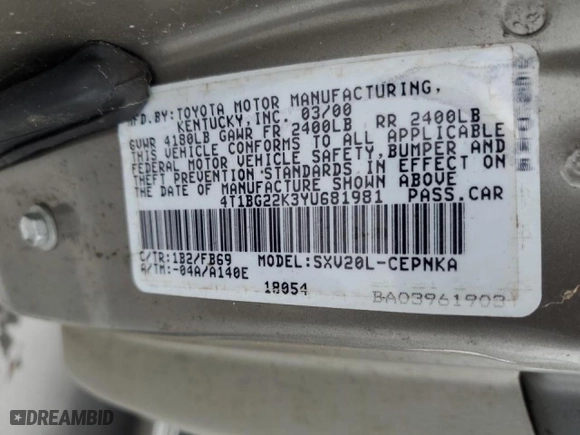 MFD.BY:TOYOTA MOTOR MANUFACTURING,
KENTUCKY,INC. 03/00
GVWR 4180LB GAWR FR 2400LB RR 2400LB
THIS VEHICLE CONFORMS TO ALL APPLICABLE
FEDERAL MOTOR VEHICLE SAFETY,BUMPER AND
THEFT PREVENTION STANDARDS IN EFFECT ON
THE DATE OF MANUFACTURE SHOWN ABOVE.
4T1BG22K3YU681981 PASS.CAR
C/TR:1B2/FB69 MODEL:SXV20L-CEPNKA
A/TM:-04A/A140E
18054
BA03961903
DREAMBID